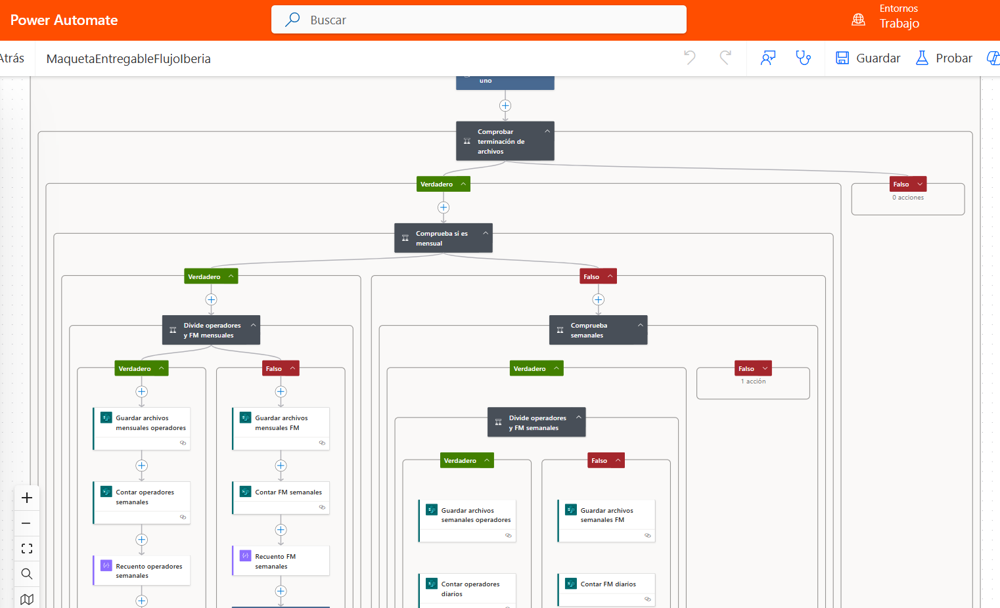 Power Automate
Buscar
Entornos
Trabajo
Atrás
MaquetaEntregableFlujoIberia
Guardar
Probar
uno
Comprobar
terminación de
archivos
Verdadero
Falso
0 acciones
Comprueba si es
mensual
Verdadero
Falso
Divide operadores
y FM mensuales
Comprueba
semanales
Verdadero
Falso
Verdadero
Falso
1 acción
Guardar archivos
mensuales operadores
Guardar archivos
mensuales FM
Divide operadores
y FM semanales
Verdadero
Falso
Contar operadores
semanales
Contar FM semanales
Guardar archivos
semanales operadores
Guardar archivos
semanales FM
Recuento operadores
semanales
Recuento FM
semanales
Contar operadores
diarios
Contar FM diarios